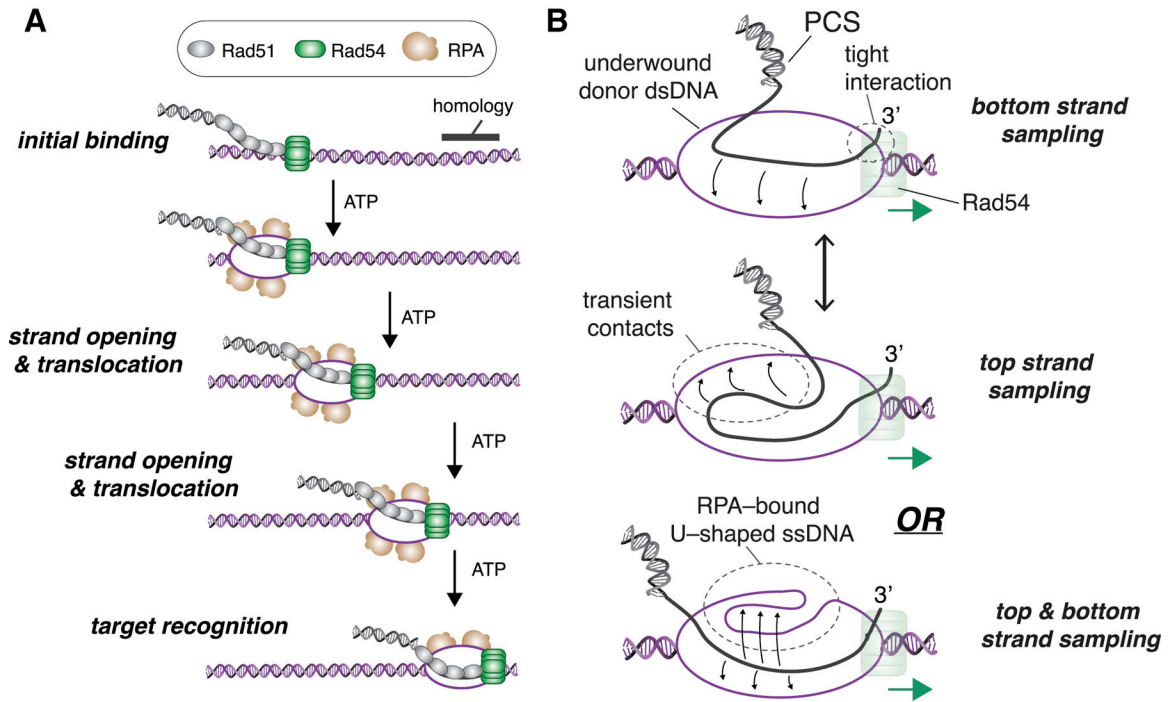 A
Rad51
Rad54
RPA
homology
initial binding
ATP
ATP
strand opening
& translocation
ATP
strand opening
& translocation
ATP
target recognition
B
PCS
underwound
donor dsDNA
tight
interaction
3’
bottom strand
sampling
Rad54
transient
contacts
3’
top strand
sampling
RPA–bound
U–shaped ssDNA
OR
3’
top & bottom
strand sampling